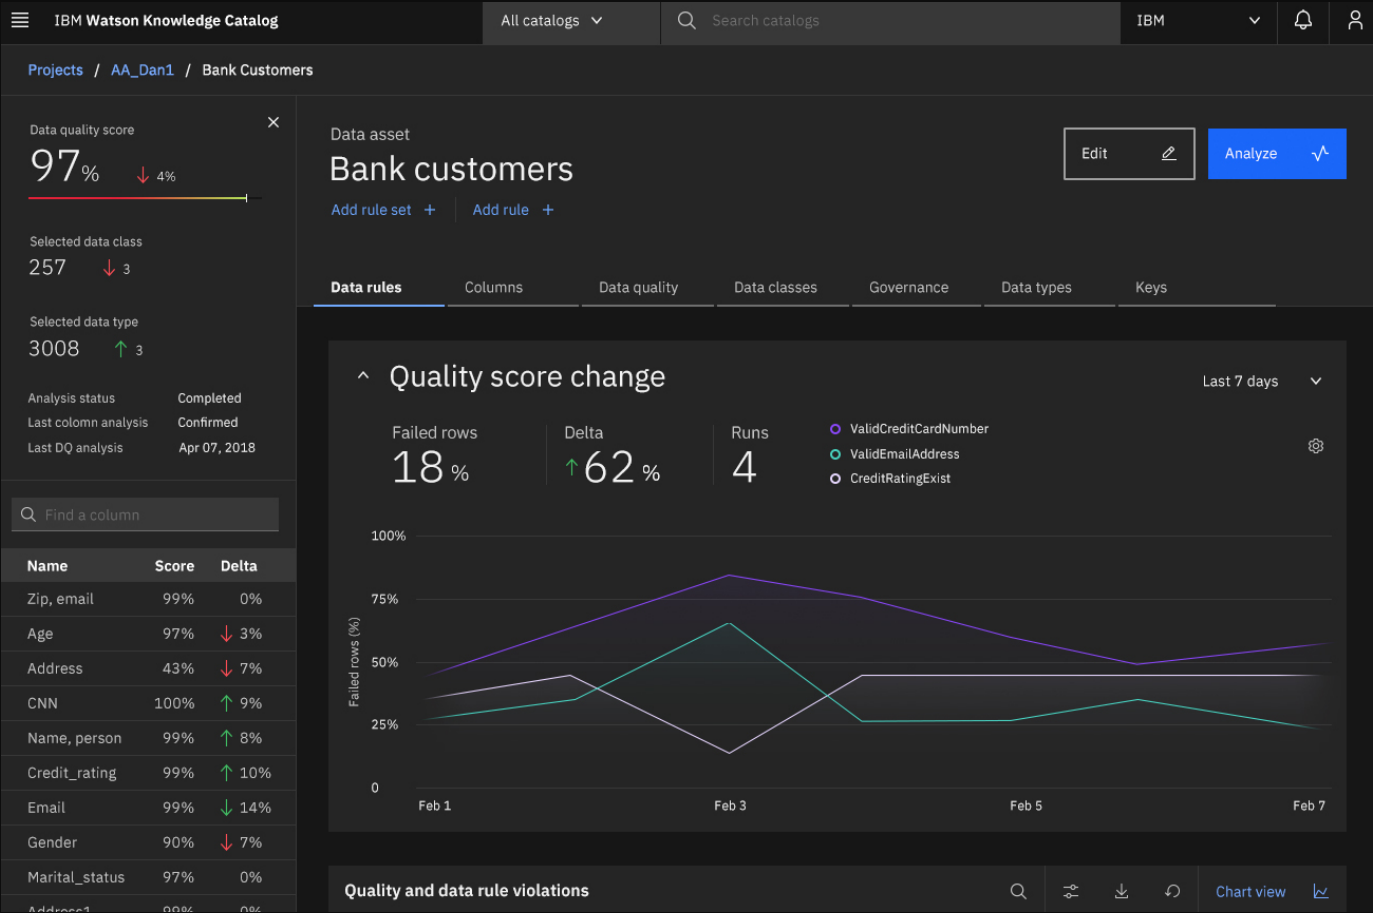 IBM Watson Knowledge Catalog
All catalogs
Search catalogs
IBM
Projects / AA_Dan1 / Bank Customers
Data quality score
97%
4%
Selected data class
257
3
Selected data type
3008
3
Analysis status Completed
Last colomn analysis Confirmed
Last DQ analysis Apr 07, 2018
Find a column
Name Score Delta
Zip, email 99% 0%
Age 97% 3%
Address 43% 7%
CNN 100% 9%
Name, person 99% 8%
Credit_rating 99% 10%
Email 99% 14%
Gender 90% 7%
Marital_status 97% 0%
Address1 99% 0%
Data asset
Bank customers
Add rule set +
Add rule +
Edit
Analyze
Data rules
Columns
Data quality
Data classes
Governance
Data types
Keys
Quality score change
Last 7 days
Failed rows
18 %
Delta
62 %
Runs
4
ValidCreditCardNumber
ValidEmailAddress
CreditRatingExist
Failed rows (%)
100%
75%
50%
25%
0
Feb 1
Feb 3
Feb 5
Feb 7
Quality and data rule violations
Chart view